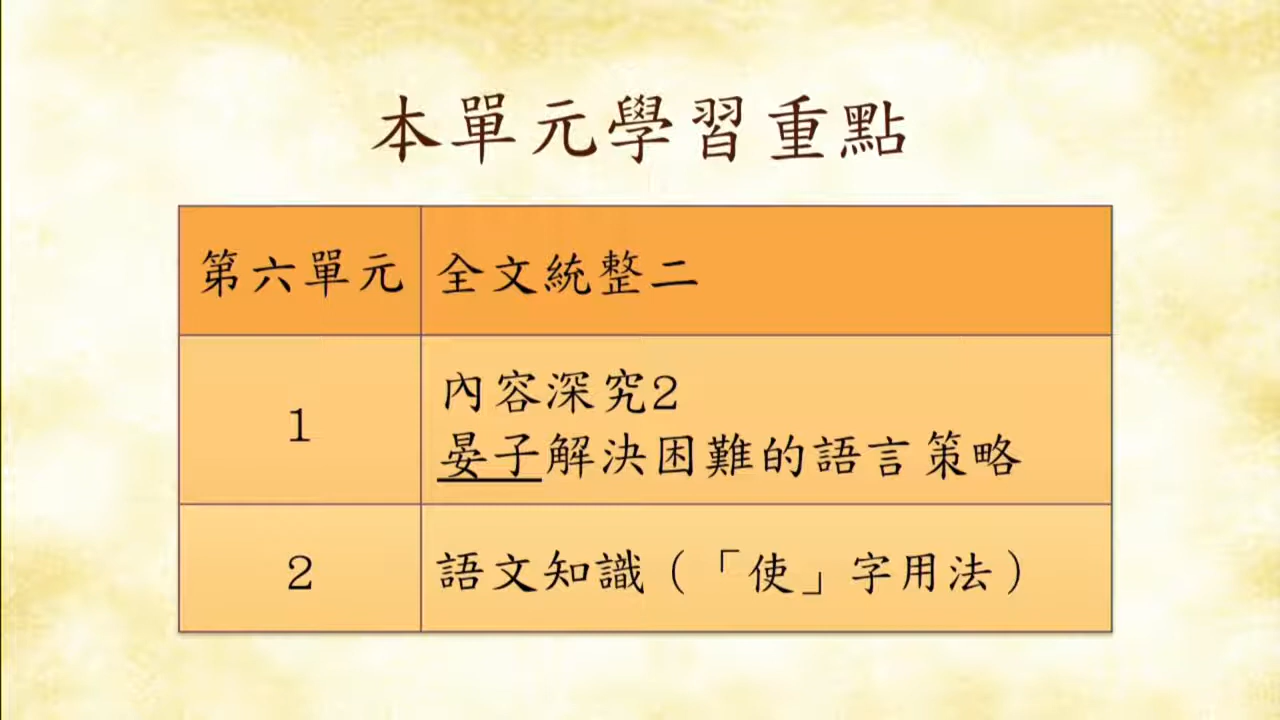 本單元學習重點
第六單元 全文統整二
1 內容深究2
晏子解決困難的語言策略
2 語文知識（「使」字用法）